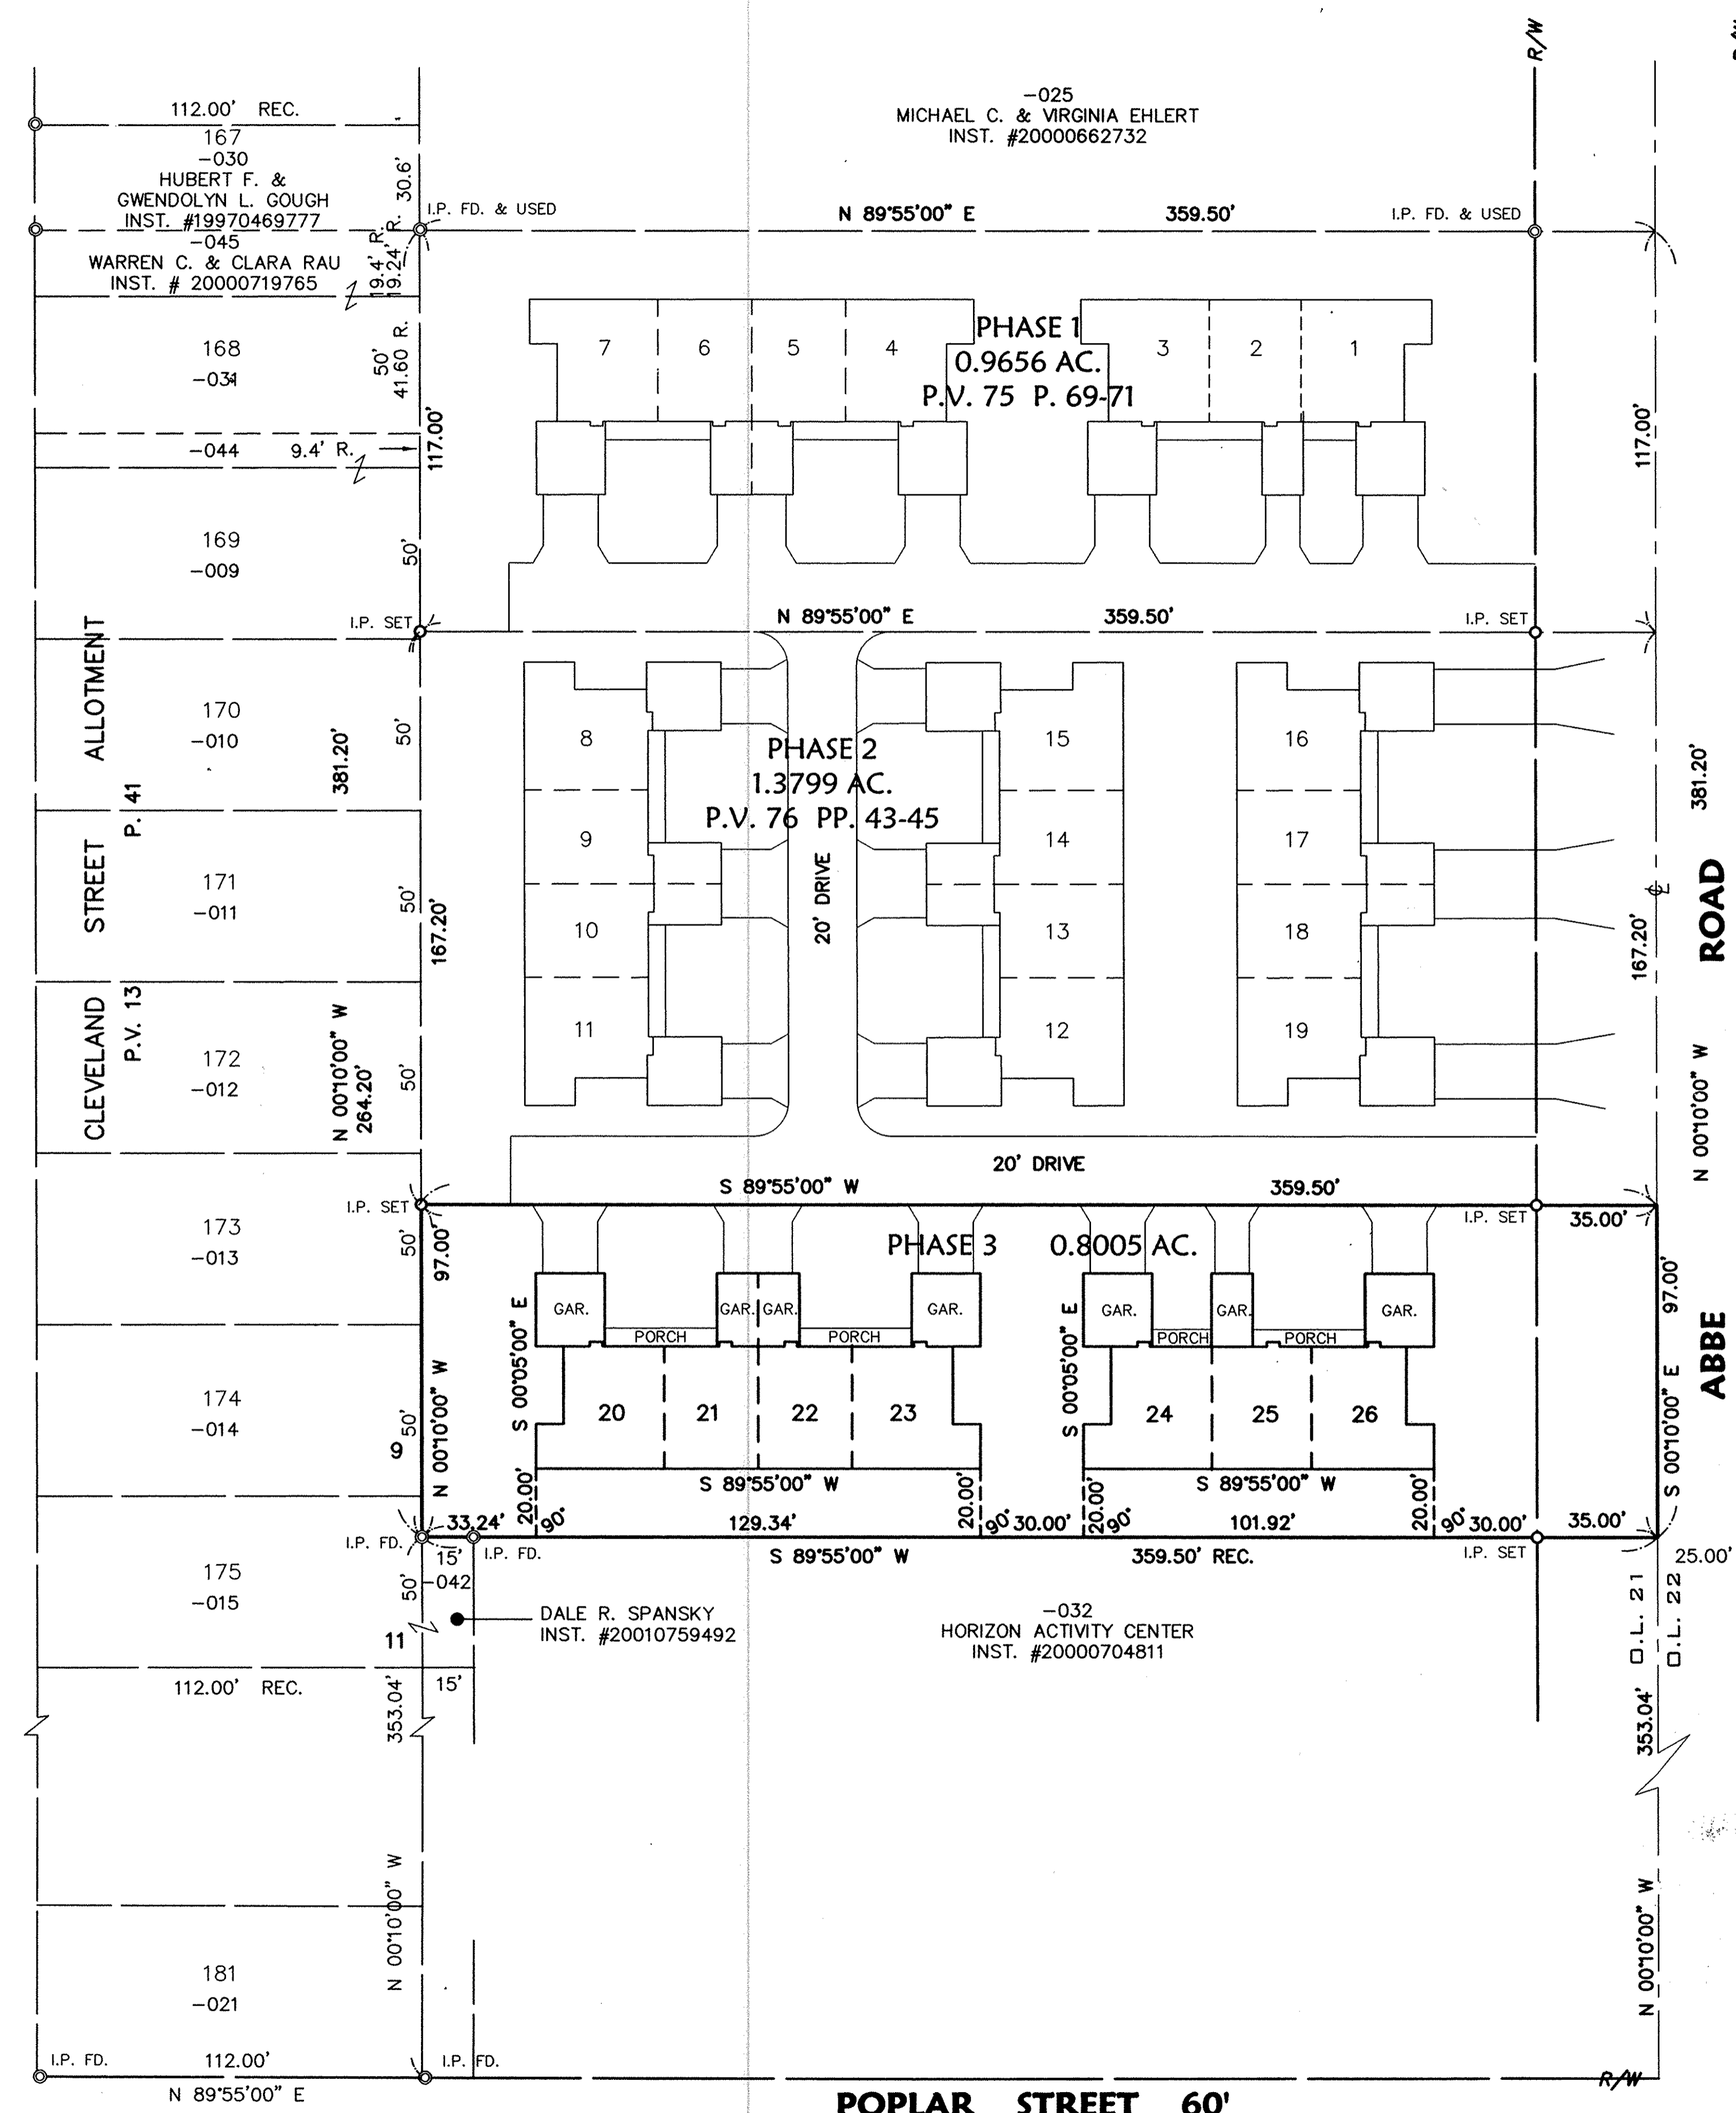 R/W
-025
MICHAEL C. & VIRGINIA EHLERT
INST. #20000662732
112.00' REC.
167
-030
HUBERT F. &
GWENDOLYN L. GOUGH
INST. #19970469777
-045
WARREN C. & CLARA RAU
INST. # 20000719765
30.6'
19.4' R.
19.24' R.
I.P. FD. & USED
N 89°55'00" E
359.50'
I.P. FD. & USED
168
-031
50'
41.60 R.
117.00'
-044
9.4' R.
169
-009
50'
7
6
5
4
PHASE 1
0.9656 AC.
P.V. 75 P. 69-71
3
2
1
117.00'
I.P. SET
N 89°55'00" E
359.50'
I.P. SET
CLEVELAND STREET ALLOTMENT
P.V. 13 P. 41
170
-010
50'
381.20'
171
-011
50'
167.20'
172
-012
50'
N 00°10'00" W
264.20'
8
9
10
11
PHASE 2
1.3799 AC.
P.V. 76 PP. 43-45
20' DRIVE
15
14
13
12
16
17
18
19
381.20'
167.20'
N 00°10'00" W
ABBE ROAD
20' DRIVE
S 89°55'00" W
359.50'
I.P. SET
I.P. SET
35.00'
173
-013
50'
97.00'
PHASE 3 0.8005 AC.
97.00'
174
-014
50'
9
N 00°10'00" W
S 00°05'00" E
GAR.
GAR.
GAR.
GAR.
PORCH
PORCH
20
21
22
23
S 89°55'00" W
S 00°05'00" E
GAR.
GAR.
GAR.
PORCH
PORCH
24
25
26
S 89°55'00" W
S 00°10'00" E
20.00'
20.00'
20.00'
20.00'
33.24'
90°
129.34'
90°
30.00'
90°
101.92'
90°
30.00'
35.00'
I.P. FD.
I.P. FD.
S 89°55'00" W
359.50' REC.
I.P. SET
25.00'
175
-015
50'
11
15'
-042
DALE R. SPANSKY
INST. #20010759492
-032
HORIZON ACTIVITY CENTER
INST. #20000704811
O.L. 21
O.L. 22
112.00' REC.
15'
353.04'
353.04'
N 00°10'00" W
N 00°10'00" W
181
-021
I.P. FD.
112.00'
I.P. FD.
N 89°55'00" E
R/W
POPLAR STREET 60'